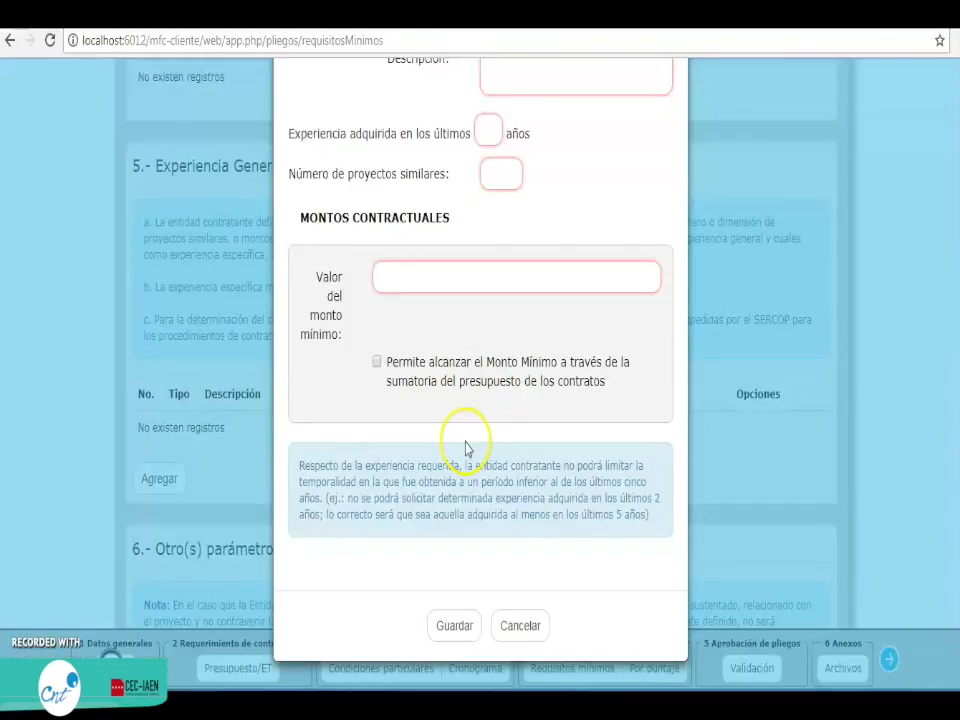 localhost:6012/mfc-cliente/web/app.php/pliegos/requisitosMinimos
Descripción:
No existen registros
Experiencia adquirida en los últimos años
5.- Experiencia Gener
Número de proyectos similares:
MONTOS CONTRACTUALES
a. La entidad contratante defi
proyectos similares, o montos
como experiencia específica,
nero o dimensión de
periencia general y cuales
b. La experiencia específica m
c. Para la determinación del c
los procedimientos de contrat
pedidas por el SERCOP para
Valor
del
monto
mínimo:
Permite alcanzar el Monto Mínimo a través de la
sumatoria del presupuesto de los contratos
No. Tipo Descripción Opciones
No existen registros
Agregar
Respecto de la experiencia requerida, la entidad contratante no podrá limitar la
temporalidad en la que fue obtenida a un período inferior al de los últimos cinco
años. (ej.: no se podrá solicitar determinada experiencia adquirida en los últimos 2
años; lo correcto será que sea aquella adquirida al menos en los últimos 5 años)
6.- Otro(s) parámetro
Nota: En el caso que la Entid
el proyecto y no contravenir l
sustentado, relacionado con
te definido, no será
Guardar Cancelar
RECORDED WITH
Datos generales 2 Requerimiento de contr 5 Aprobación de pliegos 6 Anexos
Presupuesto/ET Condiciones particulares Cronograma Requisitos mínimos Por puntaje Validación Archivos
Cnt CEC-IAEN